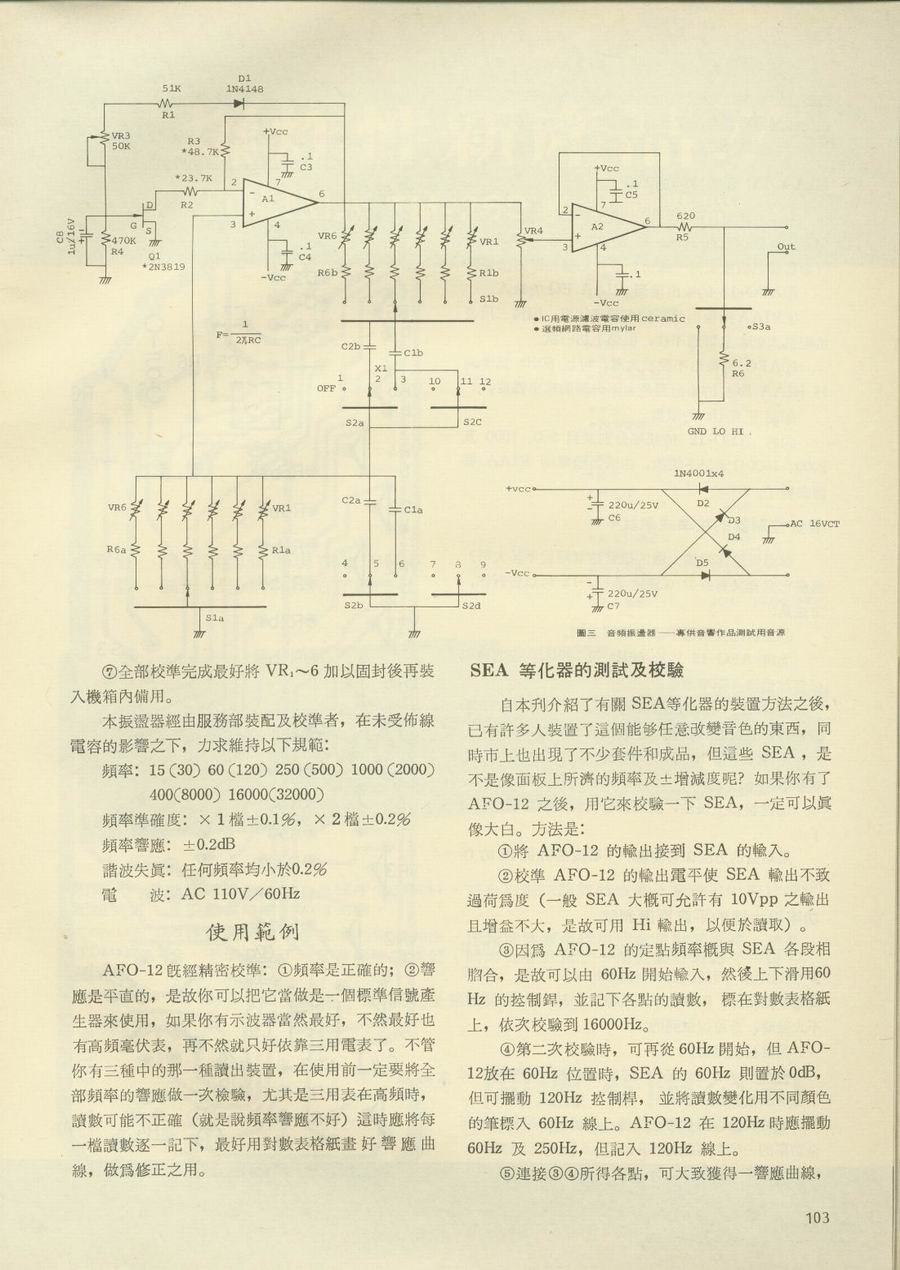 D1
51K
1N4148
R1
VR3
50K
R3
*48.7K
+Vcc
.1
C3
*23.7K
2
7
A1
6
R2
3
4
D
G
S
C8
1u/16V
470K
R4
Q1
*2N3819
.1
C4
-Vcc
VR6
VR1
R6b
R1b
S1b
VR4
+Vcc
.1
C5
2
7
A2
6
3
4
620
R5
Out
.1
-Vcc
●IC用電源濾波電容使用ceramic
●選頻網路電容用mylar
S3a
6.2
R6
GND LO HI
F=1/2πRC
C2b
C1b
X1
1
2
3
10
11
12
OFF
S2a
S2C
VR6
VR1
R6a
R1a
S1a
C2a
C1a
4
5
6
7
8
9
S2b
S2d
1N4001x4
+vcc
220u/25V
C6
D2
D3
D4
D5
AC 16VCT
-Vcc
220u/25V
C7
圖三 音頻振盪器——專供音響作品測試用音源
⑦全部校準完成最好將 VR₁～6 加以固封後再裝
入機箱內備用。
本振盪器經由服務部裝配及校準者，在未受佈線
電容的影響之下，力求維持以下規範：
頻率：15（30）60（120）250（500）1000（2000）
400（8000）16000（32000）
頻率準確度：×1檔±0.1%，×2檔±0.2%
頻率響應：±0.2dB
諧波失眞：任何頻率均小於0.2%
電 波：AC 110V／60Hz
使用範例
AFO-12 旣經精密校準：①頻率是正確的；②響
應是平直的，是故你可以把它當做是一個標準信號產
生器來使用，如果你有示波器當然最好，不然最好也
有高頻毫伏表，再不然就只好依靠三用電表了。不管
你有三種中的那一種讀出裝置，在使用前一定要將全
部頻率的響應做一次檢驗，尤其是三用表在高頻時，
讀數可能不正確（就是說頻率響應不好）這時應將每
一檔讀數逐一記下，最好用對數表格紙畫好響應曲
線，做爲修正之用。
SEA 等化器的測試及校驗
自本刋介紹了有關 SEA等化器的裝置方法之後，
已有許多人裝置了這個能够任意改變音色的東西，同
時市上也出現了不少套件和成品，但這些 SEA ，是
不是像面板上所濟的頻率及±增減度呢？如果你有了
AFO-12 之後，用它來校驗一下 SEA，一定可以眞
像大白。方法是：
①將 AFO-12 的輸出接到 SEA 的輸入。
②校準 AFO-12 的輸出電平使 SEA 輸出不致
過荷爲度（一般 SEA 大槪可允許有 10Vpp 之輸出
且增益不大，是故可用 Hi 輸出，以便於讀取）。
③因爲 AFO-12 的定點頻率槪與 SEA 各段相
脗合，是故可以由 60Hz 開始輸入，然後上下滑用60
Hz 的控制銲，並記下各點的讀數，標在對數表格紙
上，依次校驗到16000Hz。
④第二次校驗時，可再從60Hz 開始，但 AFO-
12放在 60Hz 位置時，SEA 的 60Hz 則置於0dB，
但可擺動 120Hz 控制桿，並將讀數變化用不同顏色
的筆標入 60Hz 線上。AFO-12 在 120Hz時應擺動
60Hz 及 250Hz，但記入 120Hz 線上。
⑤連接③④所得各點，可大致獲得一響應曲線，
103